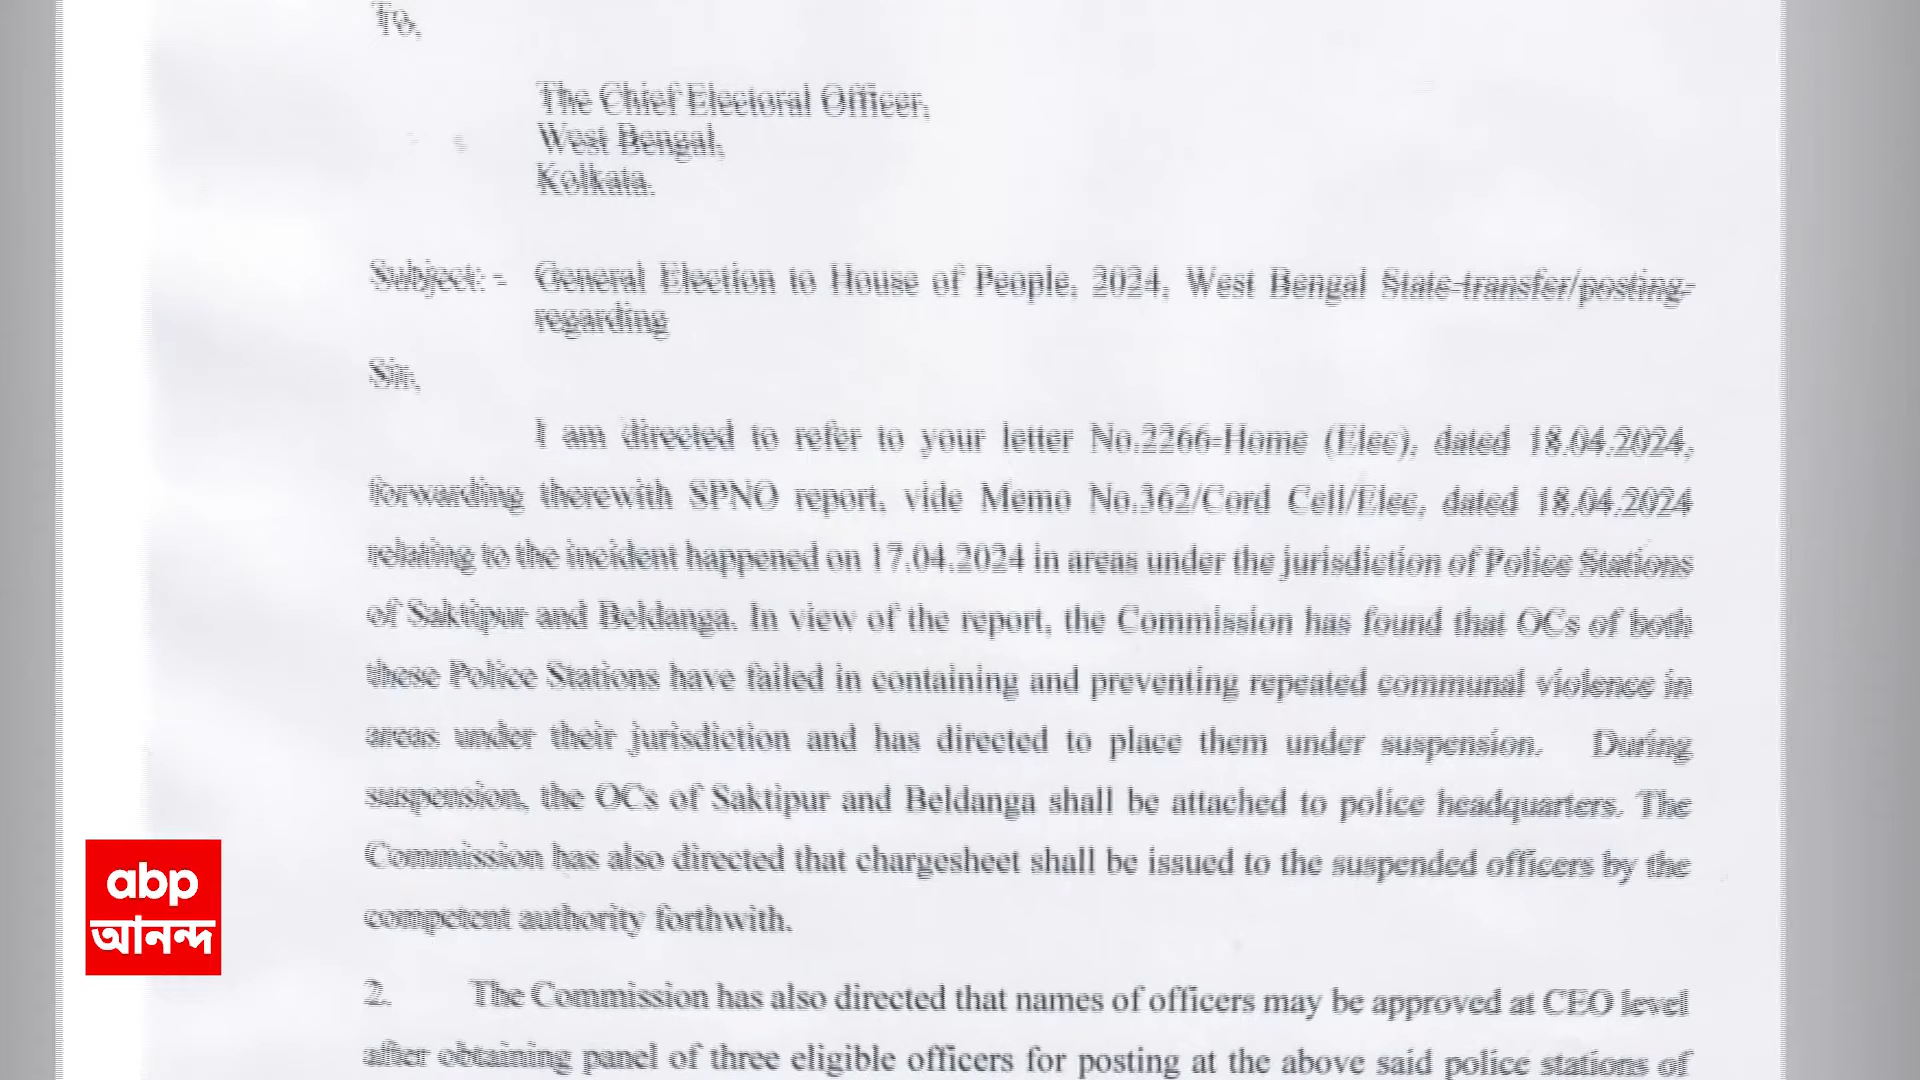 To,
The Chief Electoral Officer,
West Bengal,
Kolkata.
Subject: - General Election to House of People, 2024, West Bengal State-transfer/posting-
regarding
Sir,
I am directed to refer to your letter No.2266-Home (Elec), dated 18.04.2024,
forwarding therewith SPNO report, vide Memo No.362/Cord Cell/Elec, dated 18.04.2024
relating to the incident happened on 17.04.2024 in areas under the jurisdiction of Police Stations
of Saktipur and Beldanga. In view of the report, the Commission has found that OCs of both
these Police Stations have failed in containing and preventing repeated communal violence in
areas under their jurisdiction and has directed to place them under suspension. During
suspension, the OCs of Saktipur and Beldanga shall be attached to police headquarters. The
Commission has also directed that chargesheet shall be issued to the suspended officers by the
competent authority forthwith.
2. The Commission has also directed that names of officers may be approved at CEO level
after obtaining panel of three eligible officers for posting at the above said police stations of
abp
আনন্দ